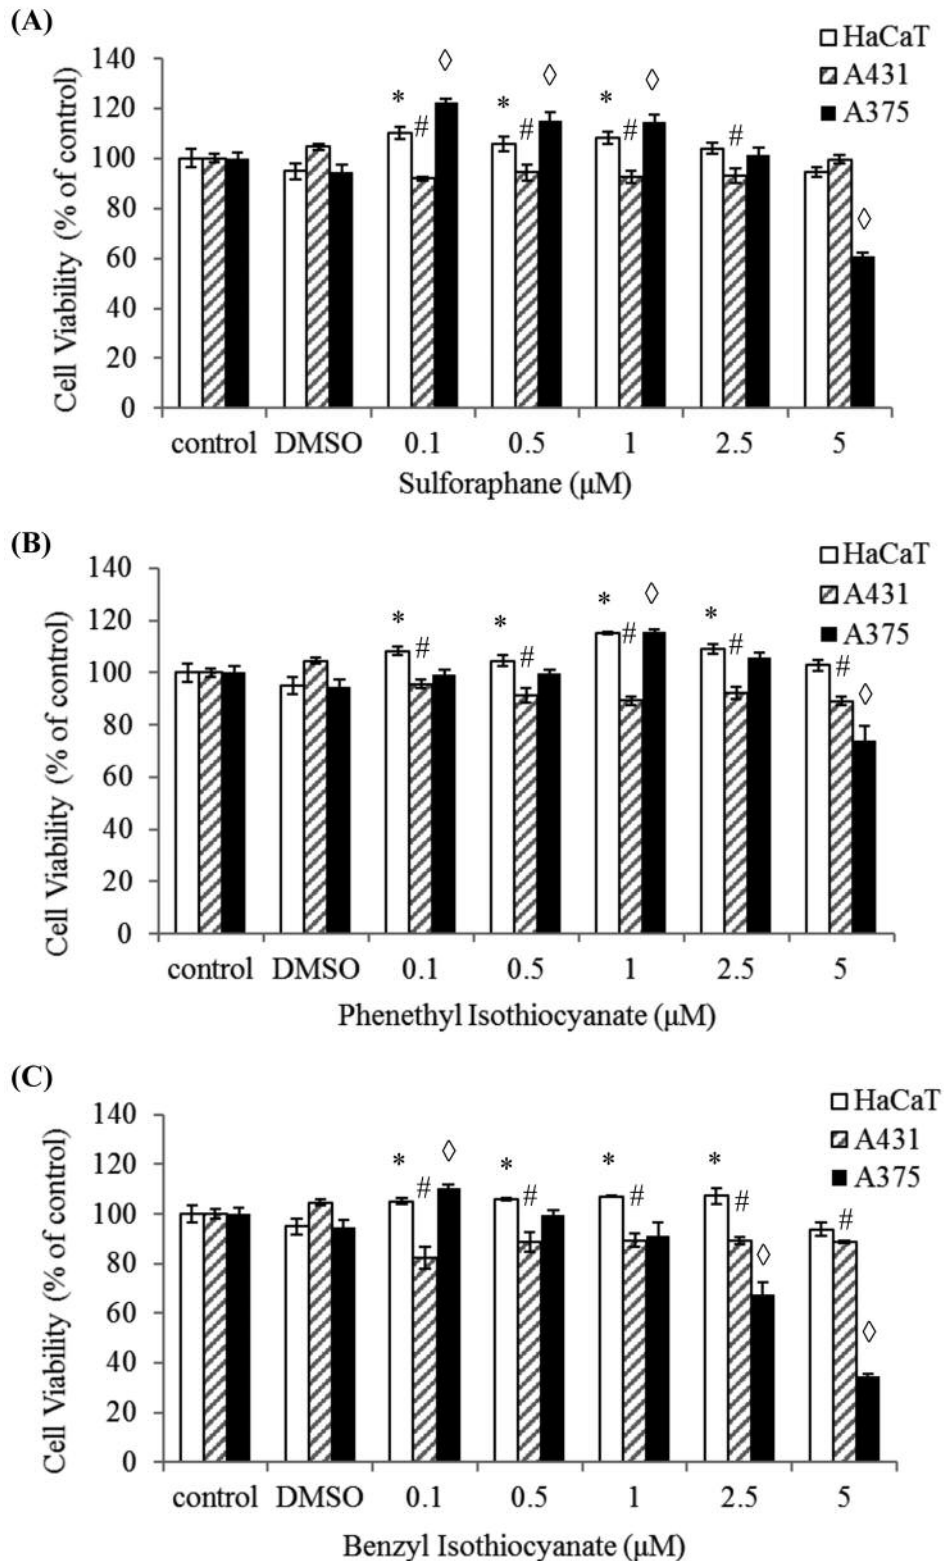 (A)
HaCaT
A431
A375
Cell Viability (% of control)
140
120
100
80
60
40
20
0
* # ◊ * # ◊ * # ◊ # ◊
control DMSO 0.1 0.5 1 2.5 5
Sulforaphane (µM)
(B)
HaCaT
A431
A375
Cell Viability (% of control)
140
120
100
80
60
40
20
0
* # * # * # ◊ * # # ◊
control DMSO 0.1 0.5 1 2.5 5
Phenethyl Isothiocyanate (µM)
(C)
HaCaT
A431
A375
Cell Viability (% of control)
140
120
100
80
60
40
20
0
* # ◊ * # * # * # ◊ # ◊
control DMSO 0.1 0.5 1 2.5 5
Benzyl Isothiocyanate (µM)